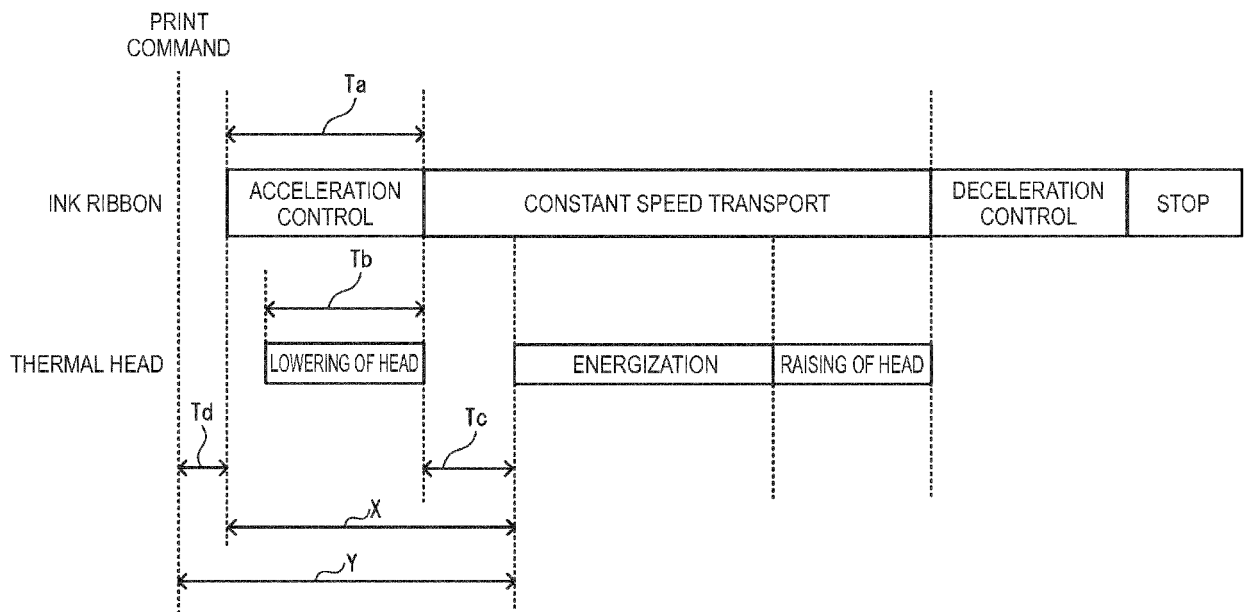 PRINT
COMMAND
Ta
INK RIBBON
ACCELERATION
CONTROL
CONSTANT SPEED TRANSPORT
DECELERATION
CONTROL
STOP
Tb
THERMAL HEAD
LOWERING OF HEAD
ENERGIZATION
RAISING OF HEAD
Td
Tc
X
Y